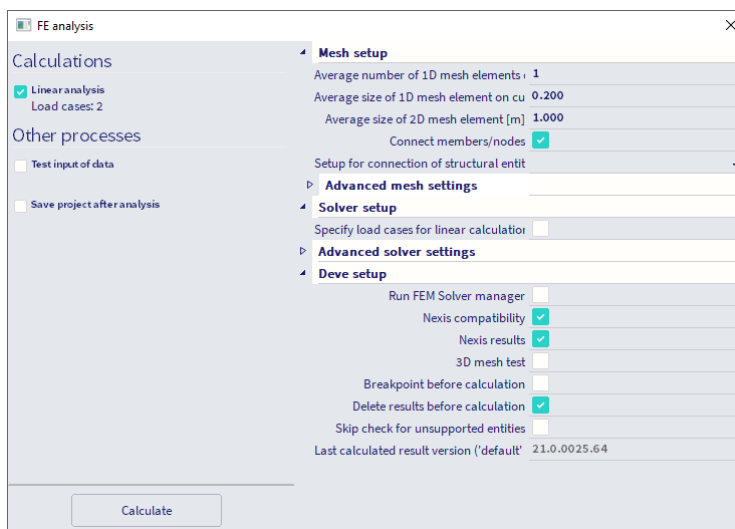 FE analysis
Calculations
Linear analysis
Load cases: 2
Other processes
Test input of data
Save project after analysis
Calculate
Mesh setup
Average number of 1D mesh elements 1
Average size of 1D mesh element on cu 0.200
Average size of 2D mesh element [m] 1.000
Connect members/nodes
Setup for connection of structural entit
Advanced mesh settings
Solver setup
Specify load cases for linear calculation
Advanced solver settings
Deve setup
Run FEM Solver manager
Nexis compatibility
Nexis results
3D mesh test
Breakpoint before calculation
Delete results before calculation
Skip check for unsupported entities
Last calculated result version ('default' 21.0.0025.64